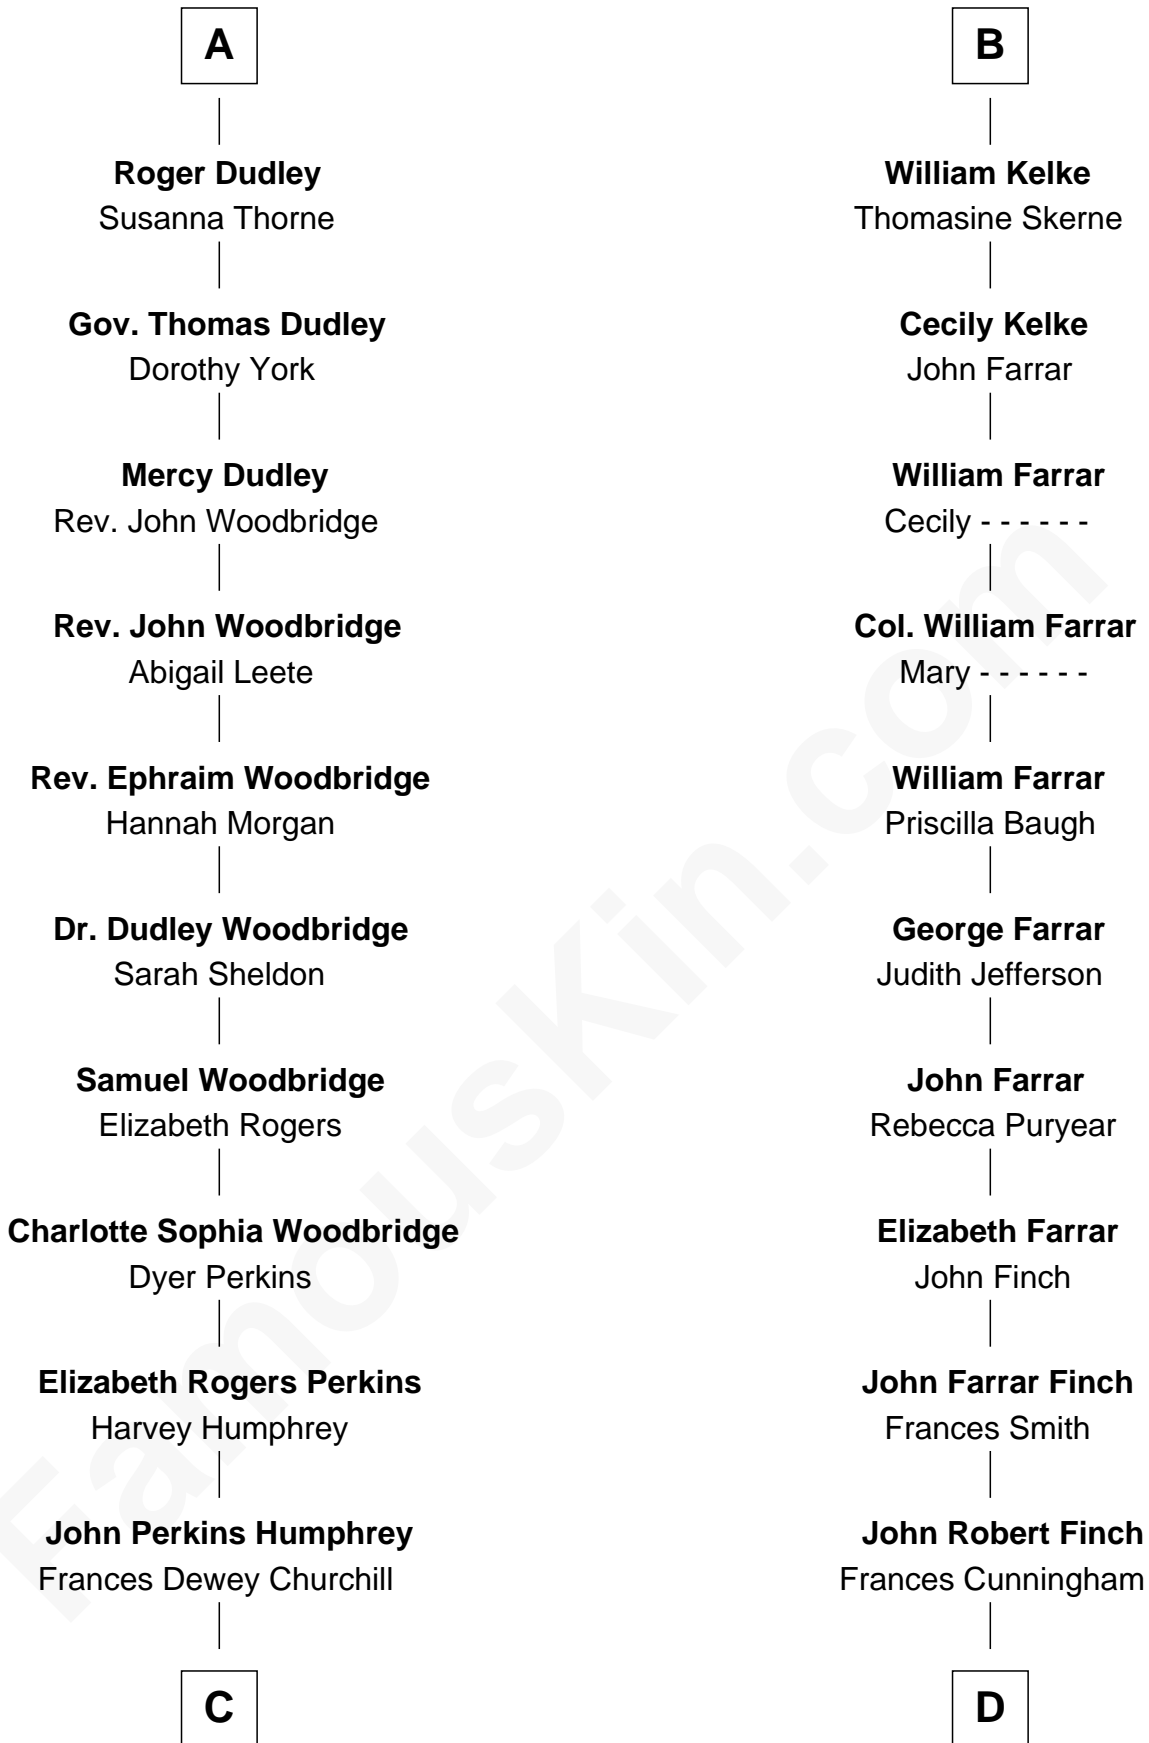 A
Roger Dudley
Susanna Thorne
Gov. Thomas Dudley
Dorothy York
Mercy Dudley
Rev. John Woodbridge
Rev. John Woodbridge
Abigail Leete
Rev. Ephraim Woodbridge
Hannah Morgan
Dr. Dudley Woodbridge
Sarah Sheldon
Samuel Woodbridge
Elizabeth Rogers
Charlotte Sophia Woodbridge
Dyer Perkins
Elizabeth Rogers Perkins
Harvey Humphrey
John Perkins Humphrey
Frances Dewey Churchill
C
B
William Kelke
Thomasine Skerne
Cecily Kelke
John Farrar
William Farrar
Cecily - - - - - -
Col. William Farrar
Mary - - - - - -
William Farrar
Priscilla Baugh
George Farrar
Judith Jefferson
John Farrar
Rebecca Puryear
Elizabeth Farrar
John Finch
John Farrar Finch
Frances Smith
John Robert Finch
Frances Cunningham
D
FamousKin.com